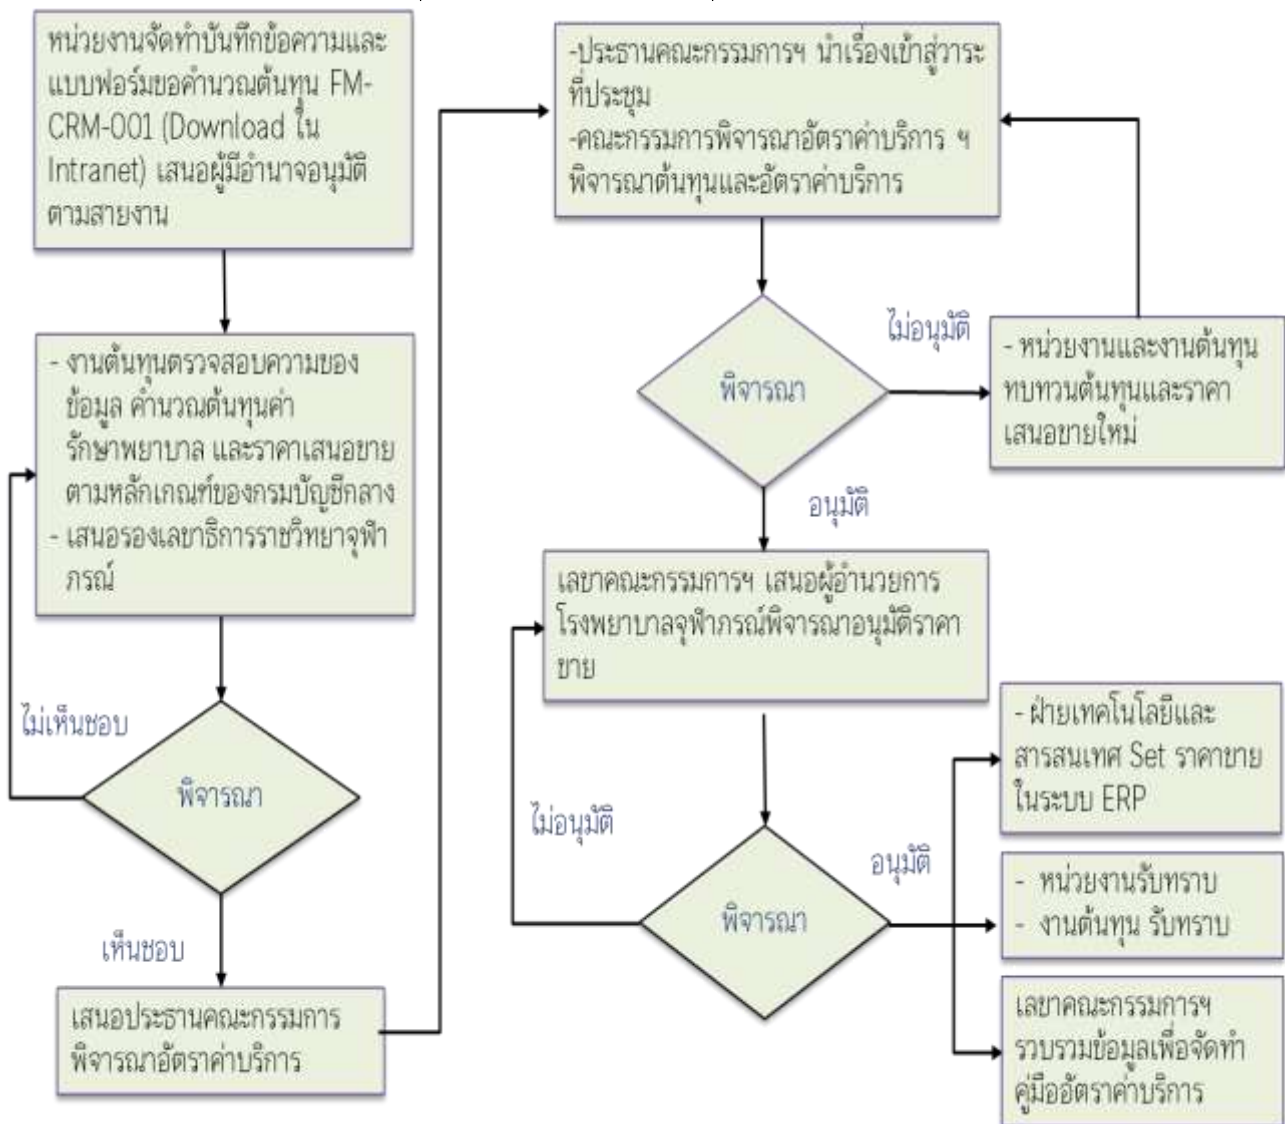 หน่วยงานจัดทำบันทึกข้อความและ
แบบฟอร์มขอคำนวณต้นทุน FM-
CRM-001 (Download ใน
Intranet) เสนอผู้มีอำนาจอนุมัติ
ตามสายงาน
- งานต้นทุนตรวจสอบความของ
ข้อมูล คำนวณต้นทุนค่า
รักษาพยาบาล และราคาเสนอขาย
ตามหลักเกณฑ์ของกรมบัญชีกลาง
- เสนอรองเลขาธิการราชวิทยาจุฬา
ภรณ์
ไม่เห็นชอบ
พิจารณา
เห็นชอบ
เสนอประธานคณะกรรมการ
พิจารณาอัตราค่าบริการ
-ประธานคณะกรรมการฯ นำเรื่องเข้าสู่วาระ
ที่ประชุม
-คณะกรรมการพิจารณาอัตราค่าบริการ ฯ
พิจารณาต้นทุนและอัตราค่าบริการ
พิจารณา
ไม่อนุมัติ
- หน่วยงานและงานต้นทุน
ทบทวนต้นทุนและราคา
เสนอขายใหม่
อนุมัติ
เลขาคณะกรรมการฯ เสนอผู้อำนวยการ
โรงพยาบาลจุฬาภรณ์พิจารณาอนุมัติราคา
ขาย
ไม่อนุมัติ
พิจารณา
อนุมัติ
- ฝ่ายเทคโนโลยีและ
สารสนเทศ Set ราคาขาย
ในระบบ ERP
- หน่วยงานรับทราบ
- งานต้นทุน รับทราบ
เลขาคณะกรรมการฯ
รวบรวมข้อมูลเพื่อจัดทำ
คู่มืออัตราค่าบริการ